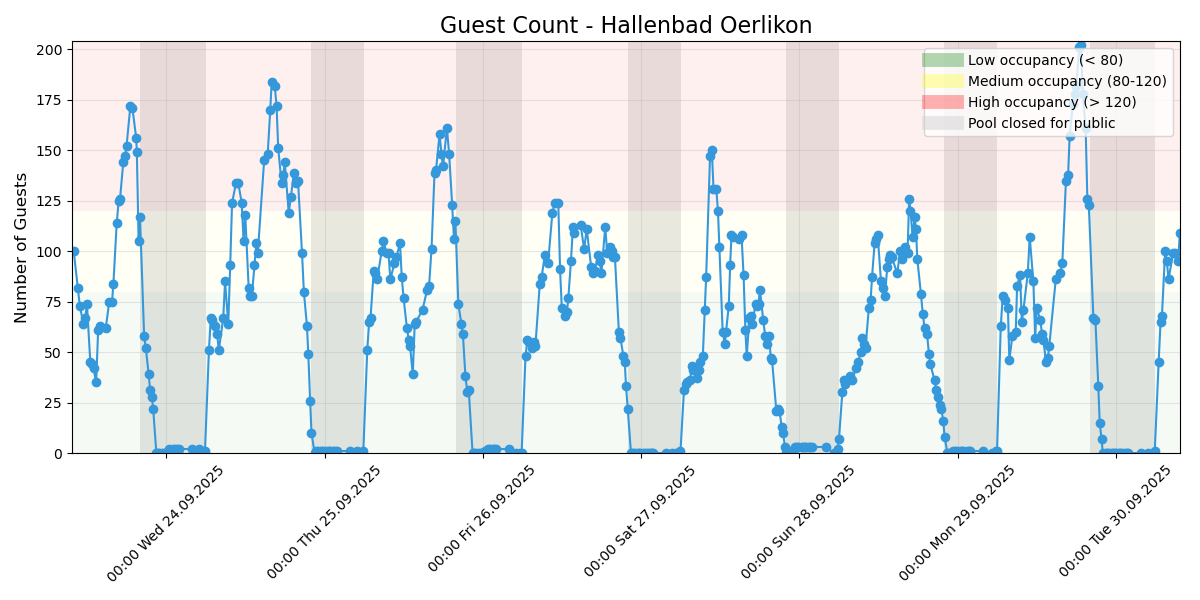 Guest Count - Hallenbad Oerlikon
Number of Guests
200
175
150
125
100
75
50
25
0
Low occupancy (< 80)
Medium occupancy (80-120)
High occupancy (> 120)
Pool closed for public
00:00 Wed 24.09.2025
00:00 Thu 25.09.2025
00:00 Fri 26.09.2025
00:00 Sat 27.09.2025
00:00 Sun 28.09.2025
00:00 Mon 29.09.2025
00:00 Tue 30.09.2025